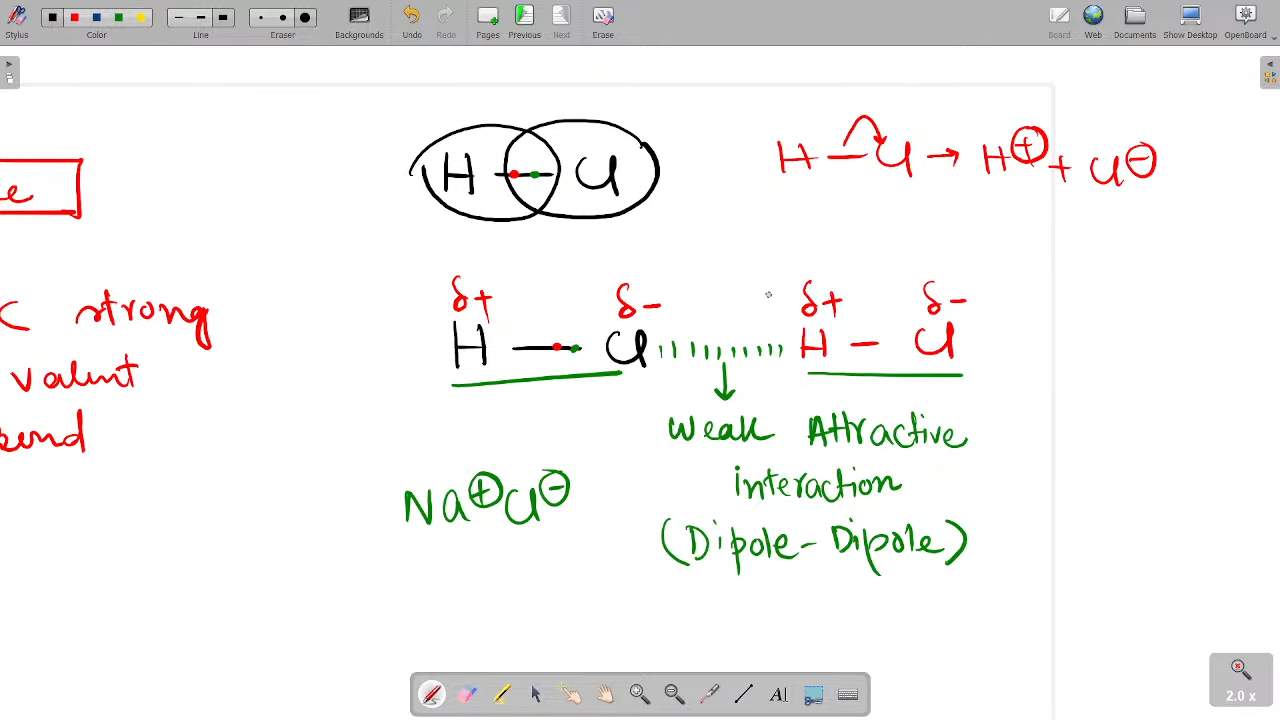 Stylus
Color
Line
Eraser
Backgrounds
Undo
Redo
Pages
Previous
Next
Erase
Board
Web
Documents
Show Desktop
OpenBoard
e
C strong
valent
bond
H — Cl
H — Cl → H⊕ + Cl⊖
δ+ δ− δ+ δ−
H — Cl H — Cl
Weak Attractive
interaction
(Dipole-Dipole)
Na⊕Cl⊖
AI
2.0 x